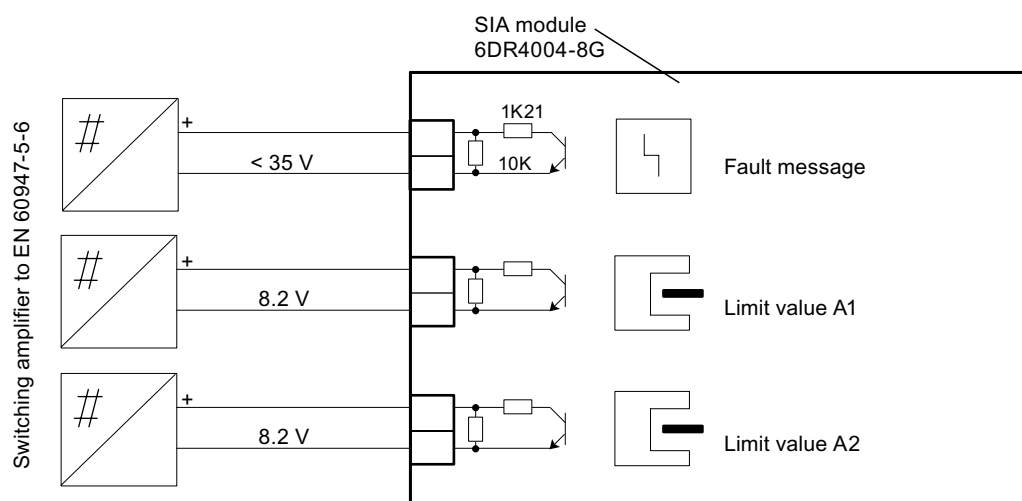 SIA module
6DR4004-8G
Switching amplifier to EN 60947-5-6
#
+
< 35 V
1K21
10K
Fault message
#
+
8.2 V
Limit value A1
#
+
8.2 V
Limit value A2